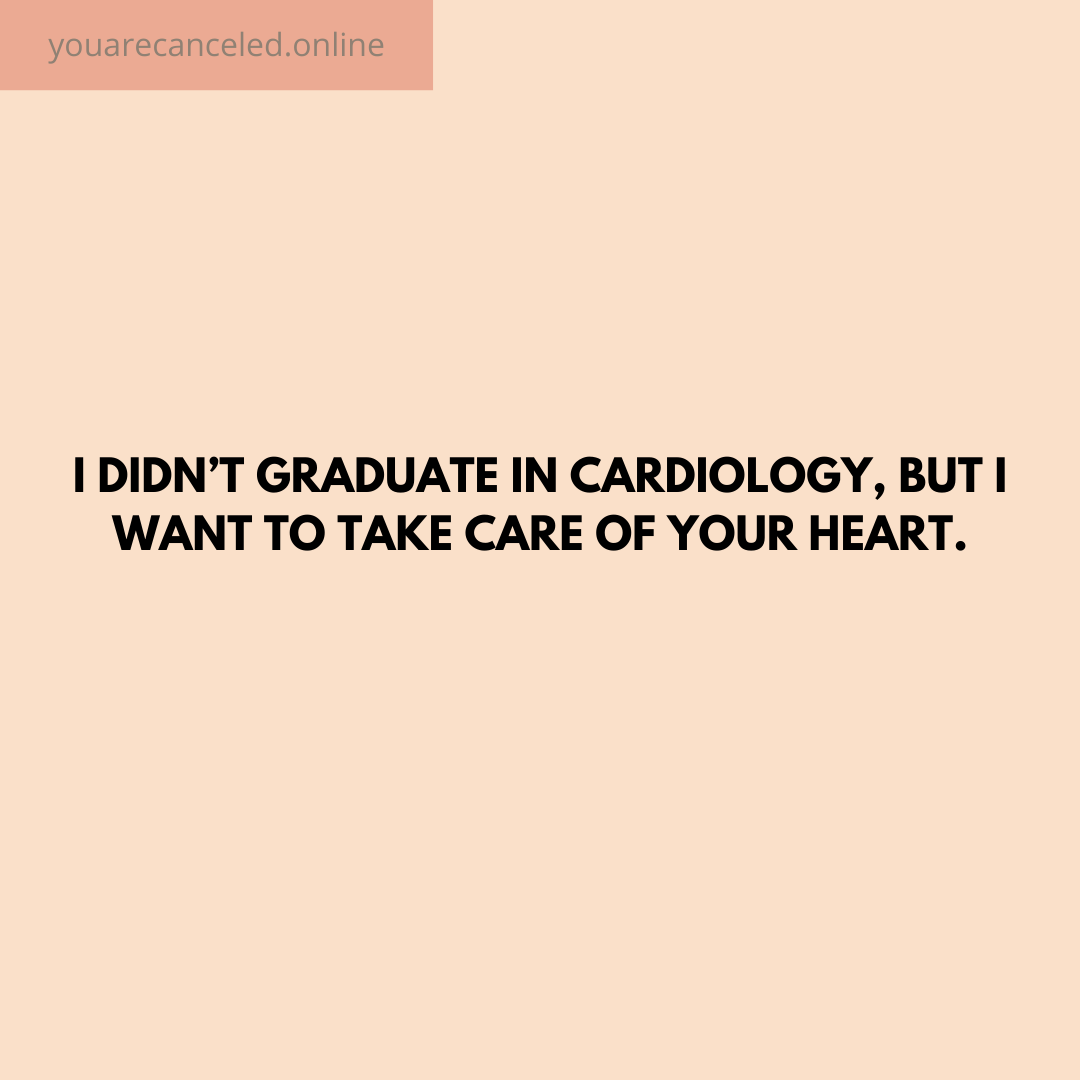 youarecanceled.online
I DIDN’T GRADUATE IN CARDIOLOGY, BUT I
WANT TO TAKE CARE OF YOUR HEART.